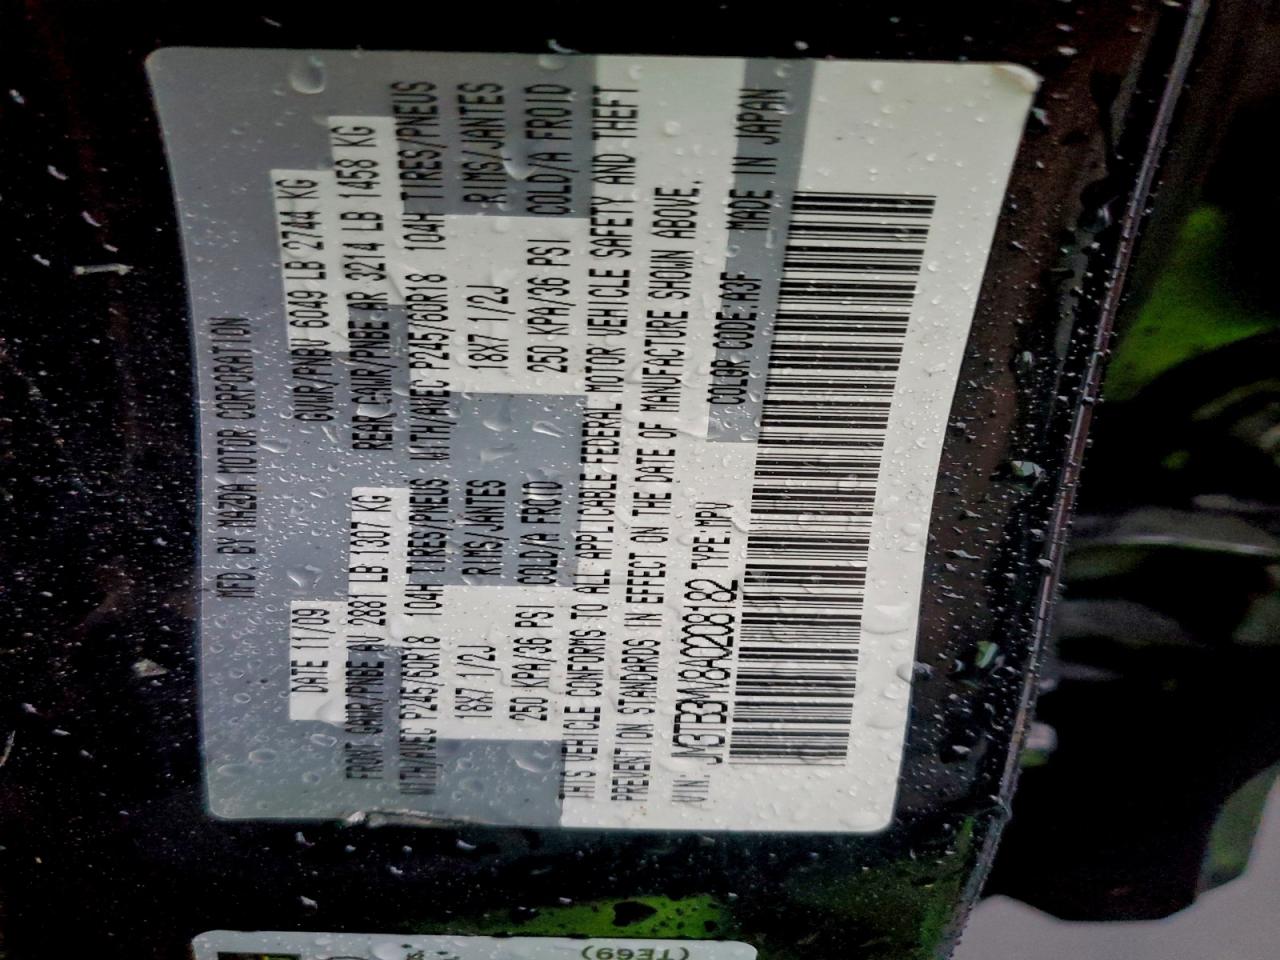 MFD BY MAZDA MOTOR CORPORATION
DATE 11/09 GVWR/PNBV 6049 LB 2744 KG
FRONT GAWR/PNBE AV 2881 LB 1307 KG REAR GAWR/PNBE AR 3214 LB 1458 KG
WITH/AVEC P245/60R18 104H TIRES/PNEUS WITH/AVEC P245/60R18 104H TIRES/PNEUS
18X7 1/2J RIMS/JANTES 18X7 1/2J RIMS/JANTES
250 KPA/36 PSI COLD/A FROID 250 KPA/36 PSI COLD/A FROID
THIS VEHICLE CONFORMS TO ALL APPLICABLE FEDERAL MOTOR VEHICLE SAFETY AND THEFT
PREVENTION STANDARDS IN EFFECT ON THE DATE OF MANUFACTURE SHOWN ABOVE.
VIN: JM3TB3MV8A0208182 TYPE:MPV COLOR CODE:A3F MADE IN JAPAN
(TE69)